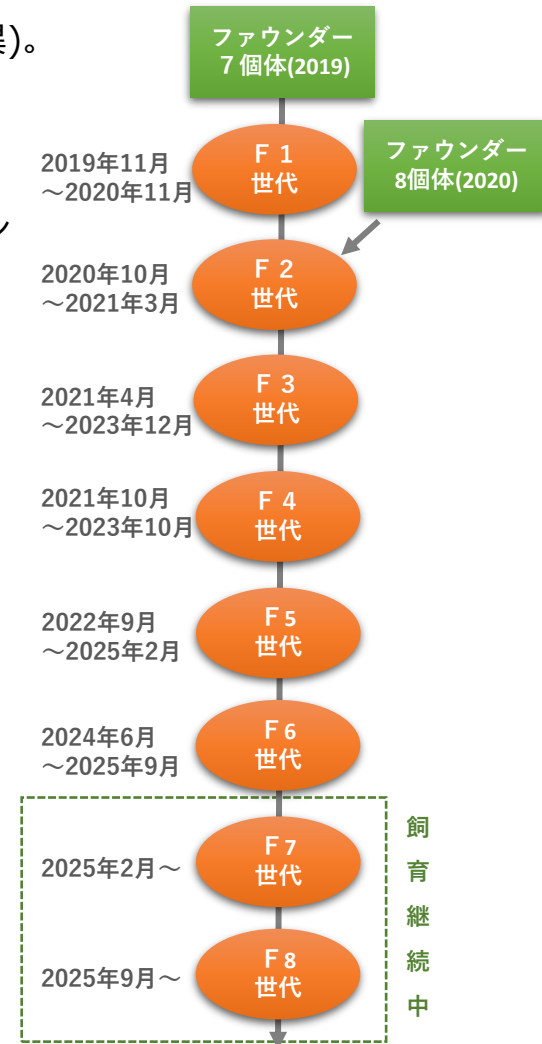 果)。
ファウンダー
７個体(2019)
2019年11月
～2020年11月
Ｆ１
世代
ファウンダー
8個体(2020)
ル
2020年10月
～2021年3月
Ｆ２
世代
2021年4月
～2023年12月
Ｆ３
世代
2021年10月
～2023年10月
Ｆ４
世代
2022年9月
～2025年2月
Ｆ5
世代
2024年6月
～2025年9月
Ｆ6
世代
2025年2月～
Ｆ7
世代
2025年9月～
Ｆ8
世代
飼
育
継
続
中